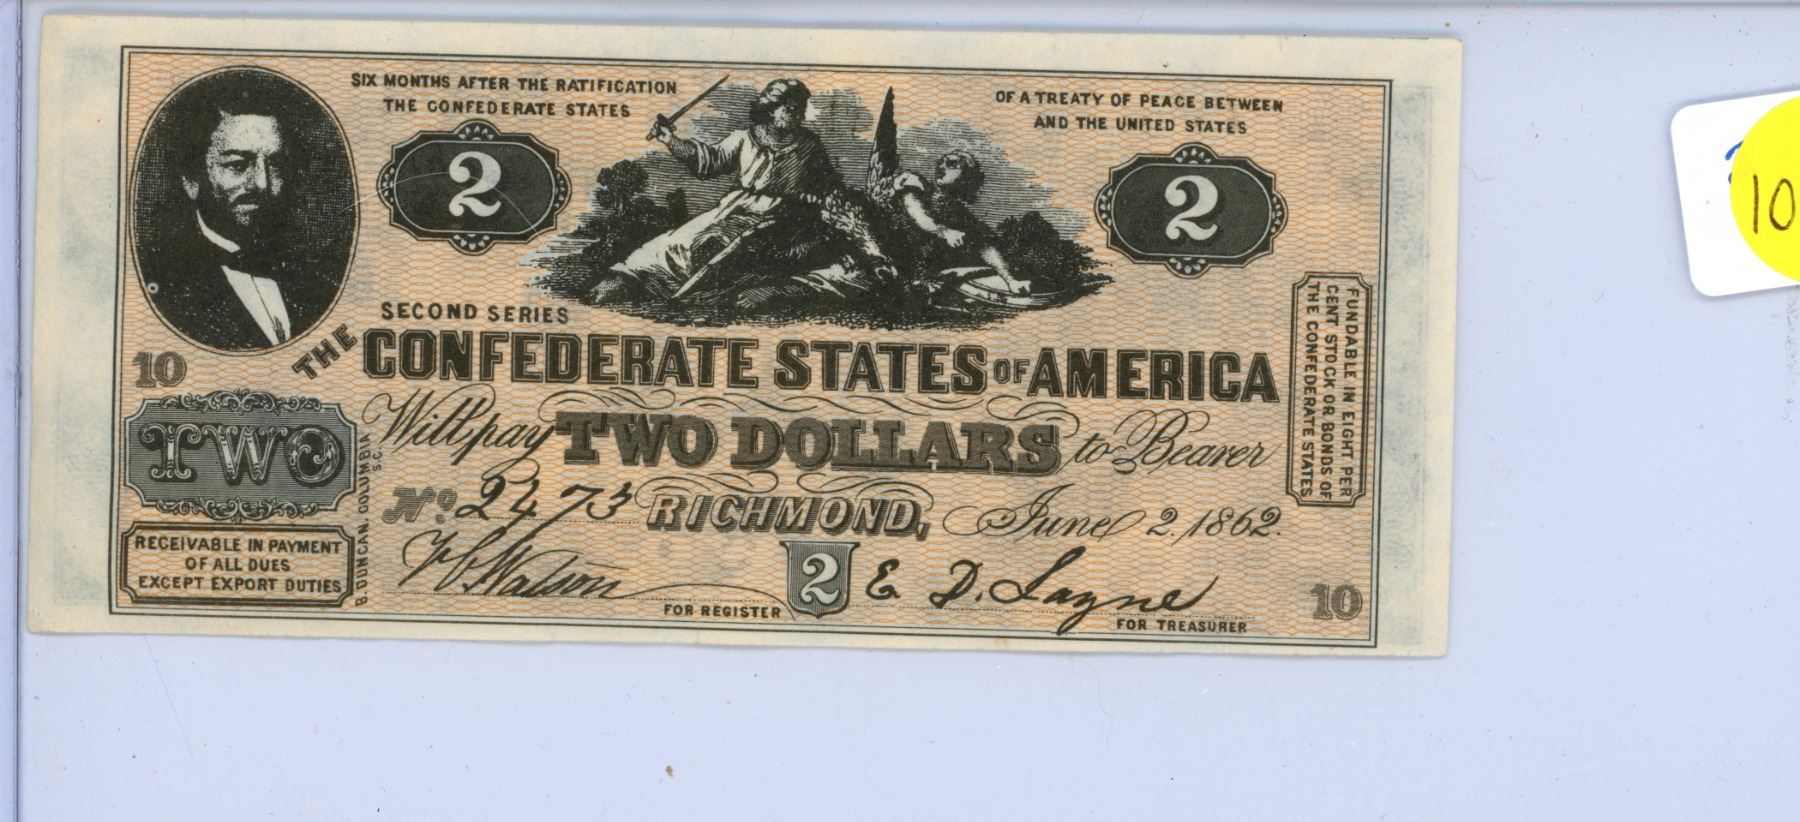 SIX MONTHS AFTER THE RATIFICATION
THE CONFEDERATE STATES
OF A TREATY OF PEACE BETWEEN
AND THE UNITED STATES
2
2
SECOND SERIES
10
THE CONFEDERATE STATES OF AMERICA
TWO
Will pay TWO DOLLARS to Bearer
No. 2473 RICHMOND, June 2. 1862.
RECEIVABLE IN PAYMENT
OF ALL DUES
EXCEPT EXPORT DUTIES
B. DUNCAN, COLUMBIA
S.C.
Watson
FOR REGISTER
2
E D. Layne
FOR TREASURER
10
FUNDABLE IN EIGHT PER
CENT STOCK OR BONDS OF
THE CONFEDERATE STATES
10